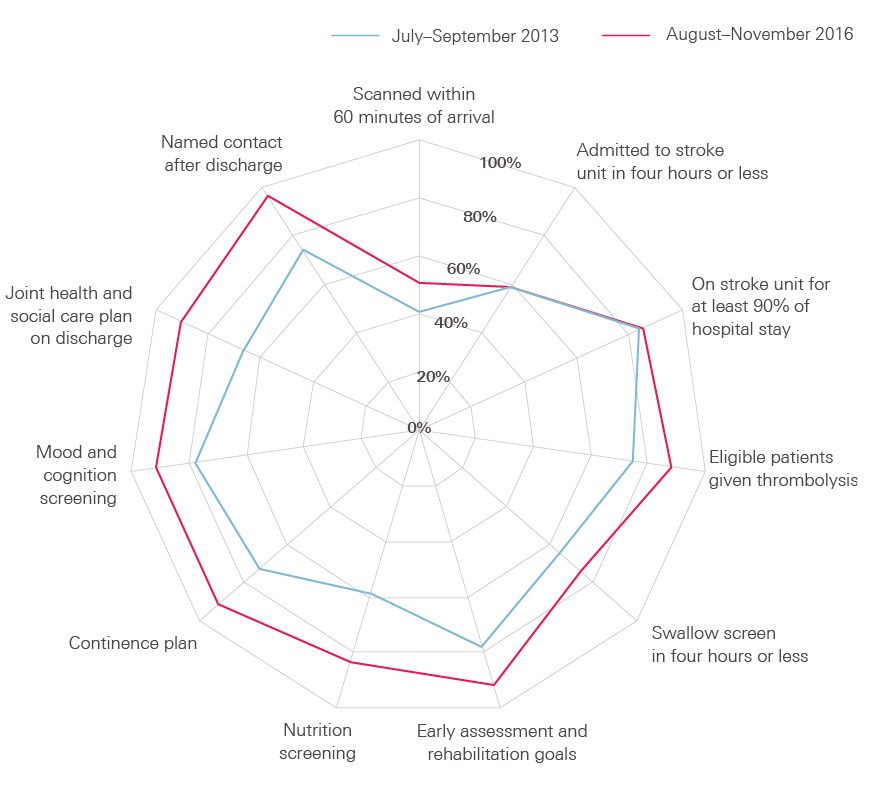 July–September 2013
August–November 2016
Scanned within
60 minutes of arrival
Named contact
after discharge
Admitted to stroke
unit in four hours or less
100%
80%
60%
40%
20%
0%
Joint health and
social care plan
on discharge
On stroke unit for
at least 90% of
hospital stay
Mood and
cognition
screening
Eligible patients
given thrombolysis
Continence plan
Swallow screen
in four hours or less
Nutrition
screening
Early assessment and
rehabilitation goals